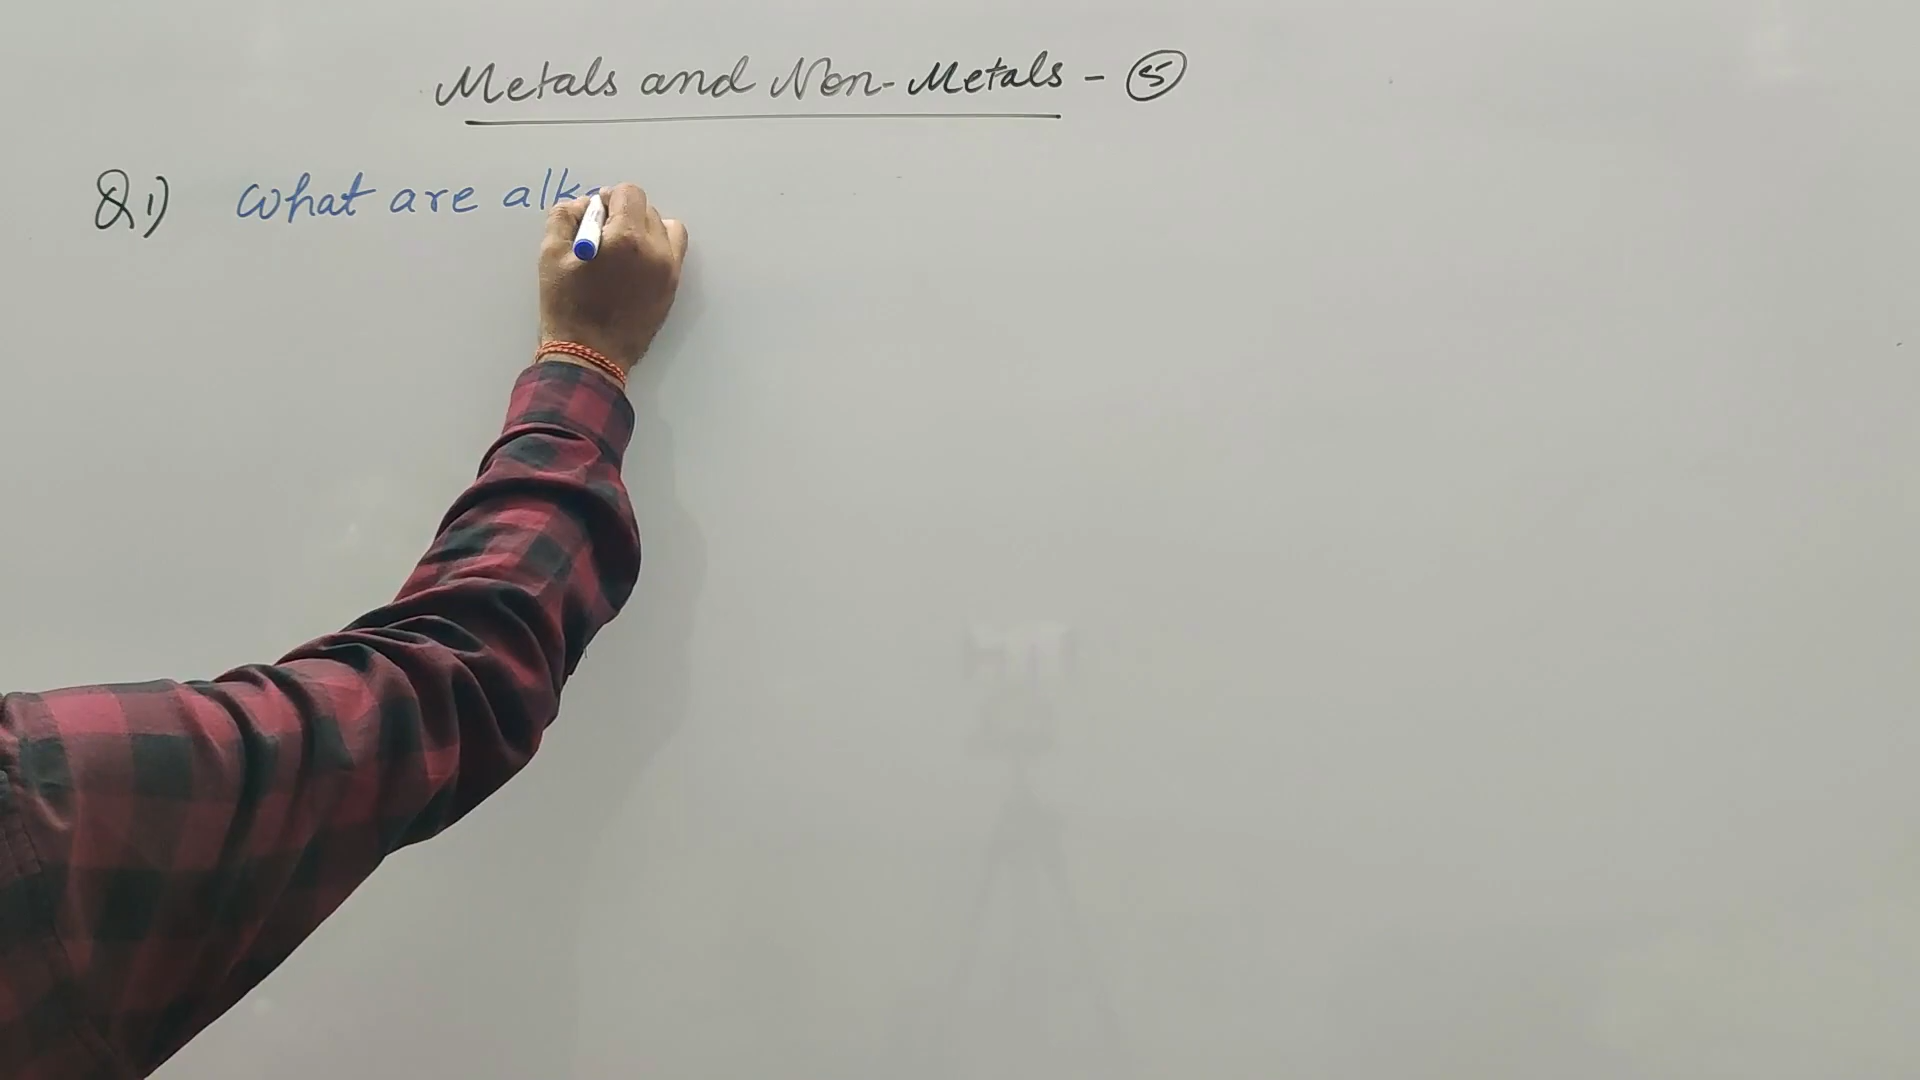 Metals and Non-Metals - ⑤
Q1) What are alk